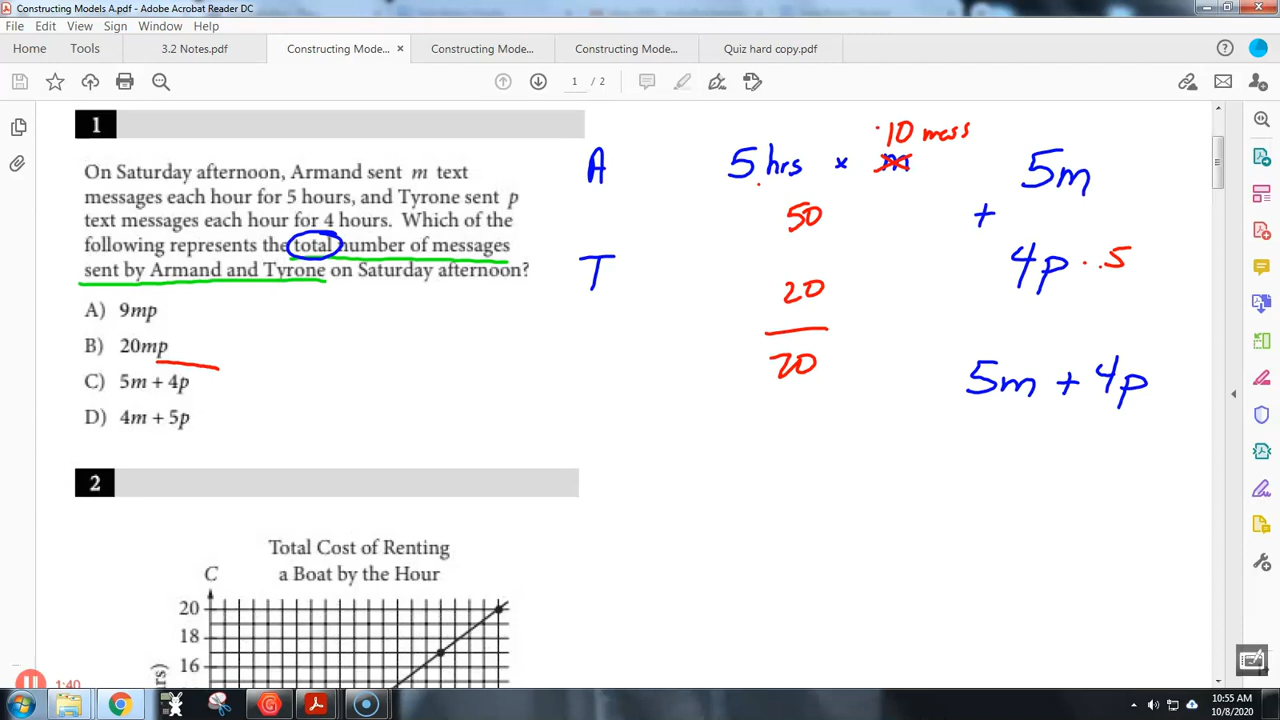 Constructing Models A.pdf - Adobe Acrobat Reader DC
File Edit View Sign Window Help
Home Tools 3.2 Notes.pdf Constructing Mode... × Constructing Mode... Constructing Mode... Quiz hard copy.pdf
1 / 2
1
On Saturday afternoon, Armand sent m text
messages each hour for 5 hours, and Tyrone sent p
text messages each hour for 4 hours. Which of the
following represents the total number of messages
sent by Armand and Tyrone on Saturday afternoon?
A) 9mp
B) 20mp
C) 5m + 4p
D) 4m + 5p
A 5 hrs × m 5m
·10 mess
50 +
T 4p · 5
20
70
5m + 4p
2
Total Cost of Renting
a Boat by the Hour
C
20
18
16
rs)
1:40
10:55 AM
10/8/2020